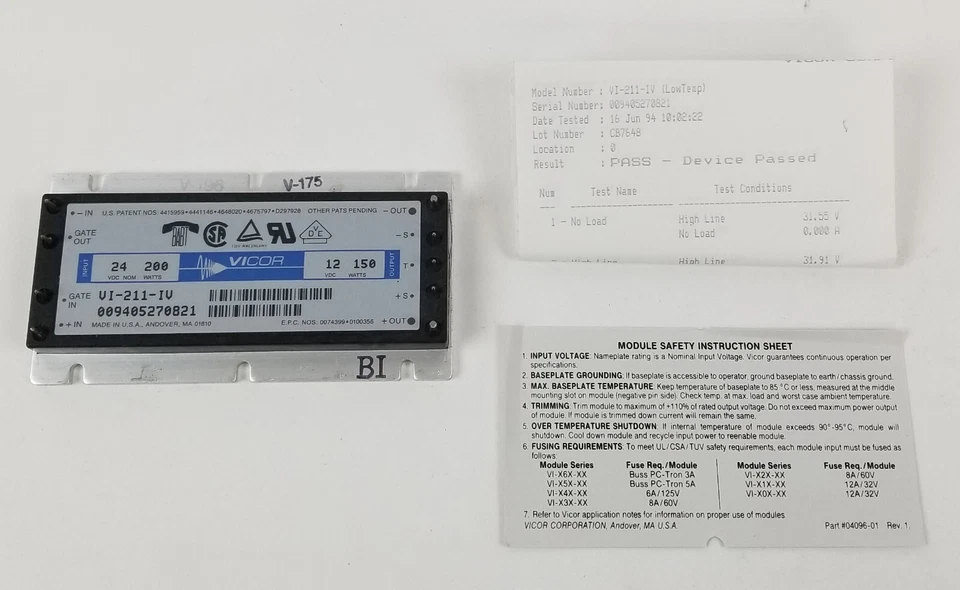 V-175
- IN U.S. PATENT NOS: 4415959•4441146•4648020•4675797•D297928 OTHER PATS PENDING - OUT
GATE
OUT
- S
VDE
INPUT
24 200
VDC NOM WATTS
VICOR
12 150
VDC WATTS
OUTPUT
T
GATE
IN
VI-211-IV
009405270821
+ S
+ IN MADE IN U.S.A., ANDOVER, MA 01810 E.P.C. NOS: 0074399•0100356 + OUT
BI
Model Number : VI-211-IV (LowTemp)
Serial Number: 009405270821
Date Tested : 16 Jun 94 10:02:22
Lot Number : CB7648
Location : 0
Result : PASS - Device Passed
Num Test Name Test Conditions
1 - No Load High Line 31.55 V
No Load 0.000 A
High Line 31.91 V
MODULE SAFETY INSTRUCTION SHEET
1. INPUT VOLTAGE: Nameplate rating is a Nominal Input Voltage. Vicor guarantees continuous operation per
specifications.
2. BASEPLATE GROUNDING: If baseplate is accessible to operator, ground baseplate to earth/chassis ground.
3. MAX. BASEPLATE TEMPERATURE: Keep temperature of baseplate to 85 °C or less, measured at the middle
mounting slot on module (negative pin side). Check temp. at max. load and worst case ambient temperature.
4. TRIMMING: Trim module to maximum of +110% of rated output voltage. Do not exceed maximum power output
of module. If module is trimmed down current will remain the same.
5. OVER TEMPERATURE SHUTDOWN: If internal temperature of module exceeds 90°-95°C, module will
shutdown. Cool down module and recycle input power to reenable module.
6. FUSING REQUIREMENTS: To meet UL/CSA/TUV safety requirements, each module input must be fused as
follows:
Module Series Fuse Req./Module Module Series Fuse Req./Module
VI-X6X-XX Buss PC-Tron 3A VI-X2X-XX 8A/60V
VI-X5X-XX Buss PC-Tron 5A VI-X1X-XX 12A/32V
VI-X4X-XX 6A/125V VI-X0X-XX 12A/32V
VI-X3X-XX 8A/60V
7. Refer to Vicor application notes for information on proper use of modules.
VICOR CORPORATION, Andover, MA U.S.A. Part #04096-01 Rev. 1.